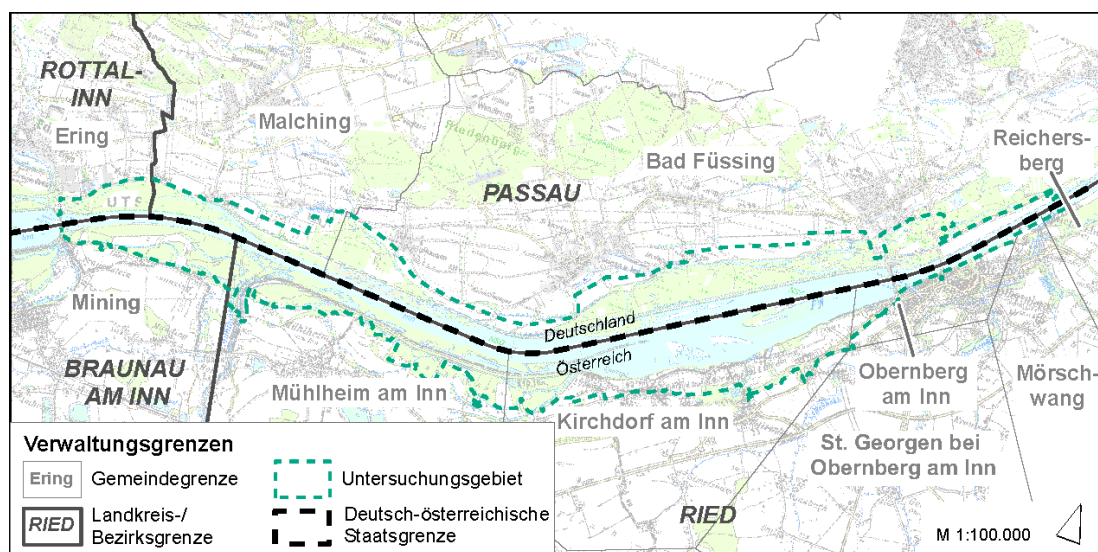 ROTTAL-
INN
Ering
Malching
Bad Füssing
Reichers-
berg
PASSAU
Mining
Deutschland
Österreich
BRAUNAU
AM INN
Mühlheim am Inn
Kirchdorf am Inn
Obernberg
am Inn
Mörsch-
wang
St. Georgen bei
Obernberg am Inn
RIED
Verwaltungsgrenzen
Ering Gemeindegrenze
Untersuchungsgebiet
RIED Landkreis-/
Bezirksgrenze
Deutsch-österreichische
Staatsgrenze
M 1:100.000